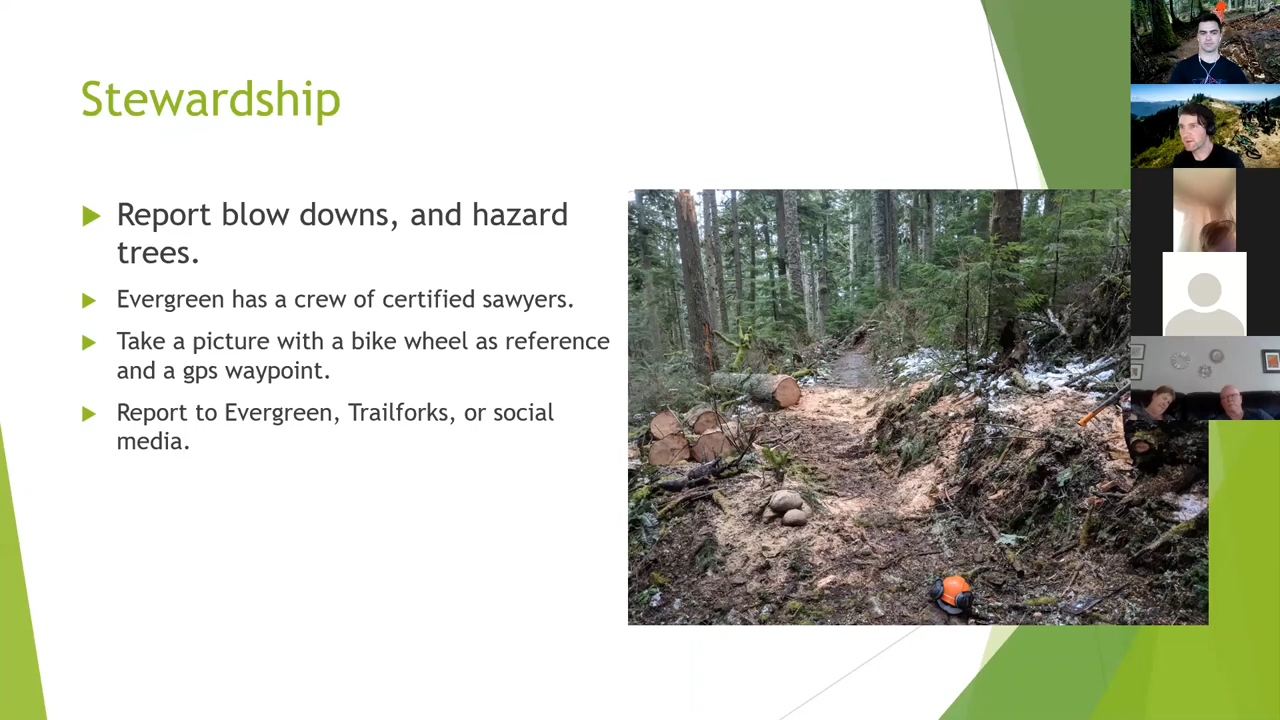 Stewardship
Report blow downs, and hazard
trees.
Evergreen has a crew of certified sawyers.
Take a picture with a bike wheel as reference
and a gps waypoint.
Report to Evergreen, Trailforks, or social
media.